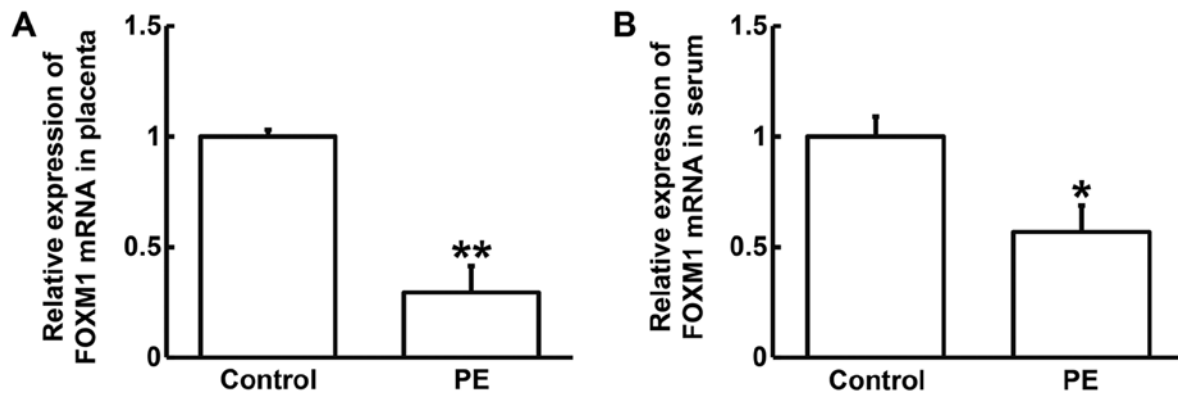 A
Relative expression of
FOXM1 mRNA in placenta
1.5
1
0.5
0
**
Control
PE
B
Relative expression of
FOXM1 mRNA in serum
1.5
1
0.5
0
*
Control
PE